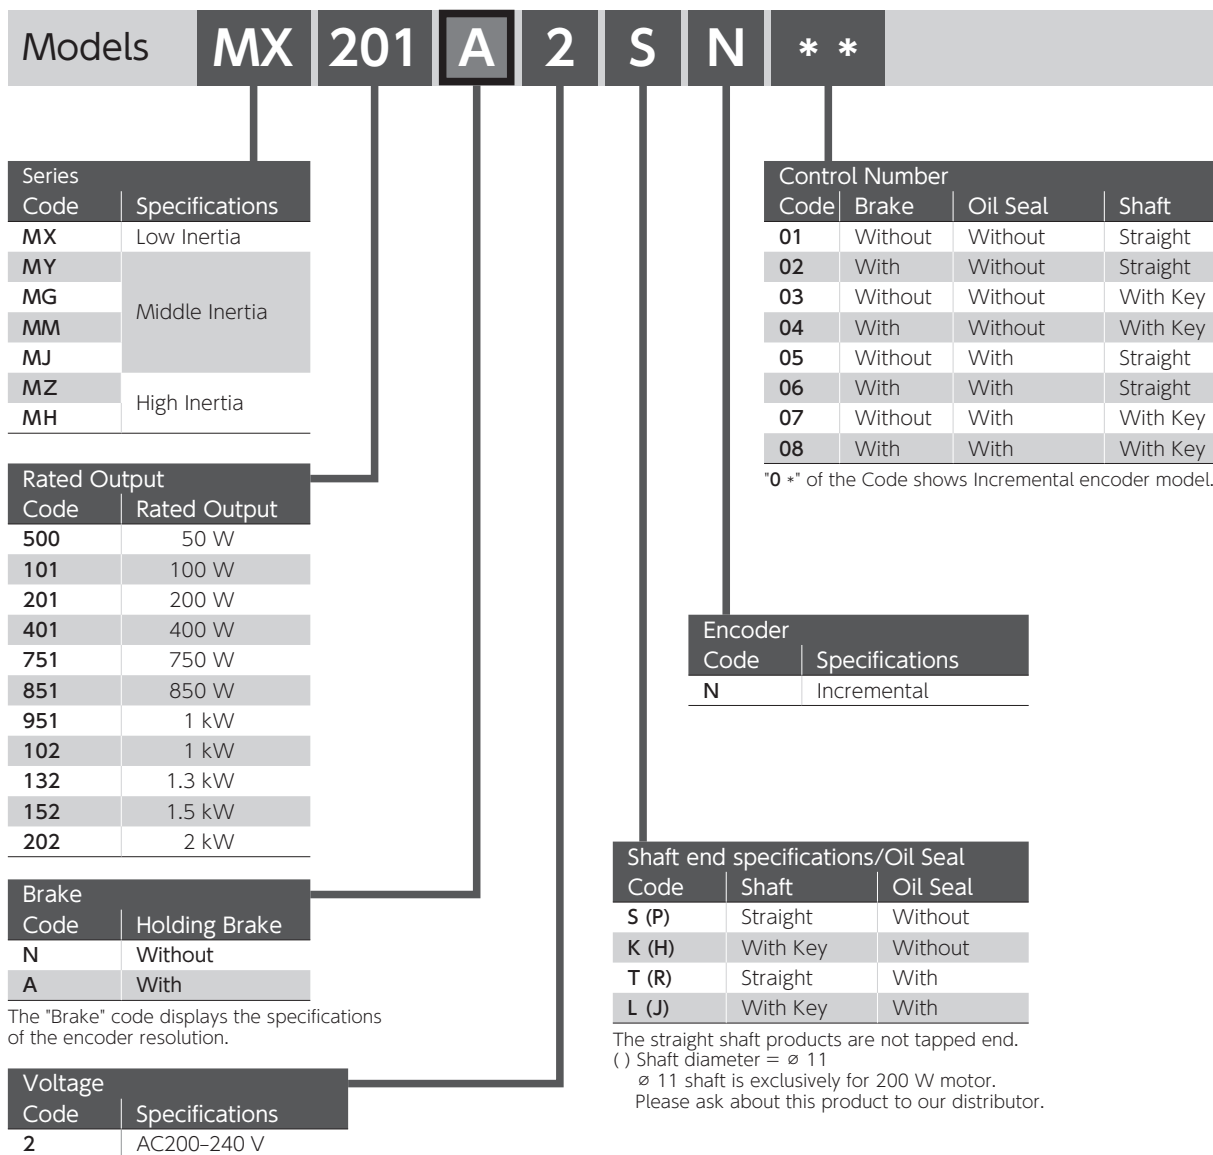 Models MX 201 A 2 S N * *
Series
Code Specifications
MX Low Inertia
MY
MG
MM
MJ
Middle Inertia
MZ
MH
High Inertia
Rated Output
Code Rated Output
500 50 W
101 100 W
201 200 W
401 400 W
751 750 W
851 850 W
951 1 kW
102 1 kW
132 1.3 kW
152 1.5 kW
202 2 kW
Brake
Code Holding Brake
N Without
A With
The "Brake" code displays the specifications
of the encoder resolution.
Voltage
Code Specifications
2 AC200–240 V
Control Number
Code Brake Oil Seal Shaft
01 Without Without Straight
02 With Without Straight
03 Without Without With Key
04 With Without With Key
05 Without With Straight
06 With With Straight
07 Without With With Key
08 With With With Key
"0 *" of the Code shows Incremental encoder model.
Encoder
Code Specifications
N Incremental
Shaft end specifications/Oil Seal
Code Shaft Oil Seal
S (P) Straight Without
K (H) With Key Without
T (R) Straight With
L (J) With Key With
The straight shaft products are not tapped end.
( ) Shaft diameter = ⌀ 11
⌀ 11 shaft is exclusively for 200 W motor.
Please ask about this product to our distributor.